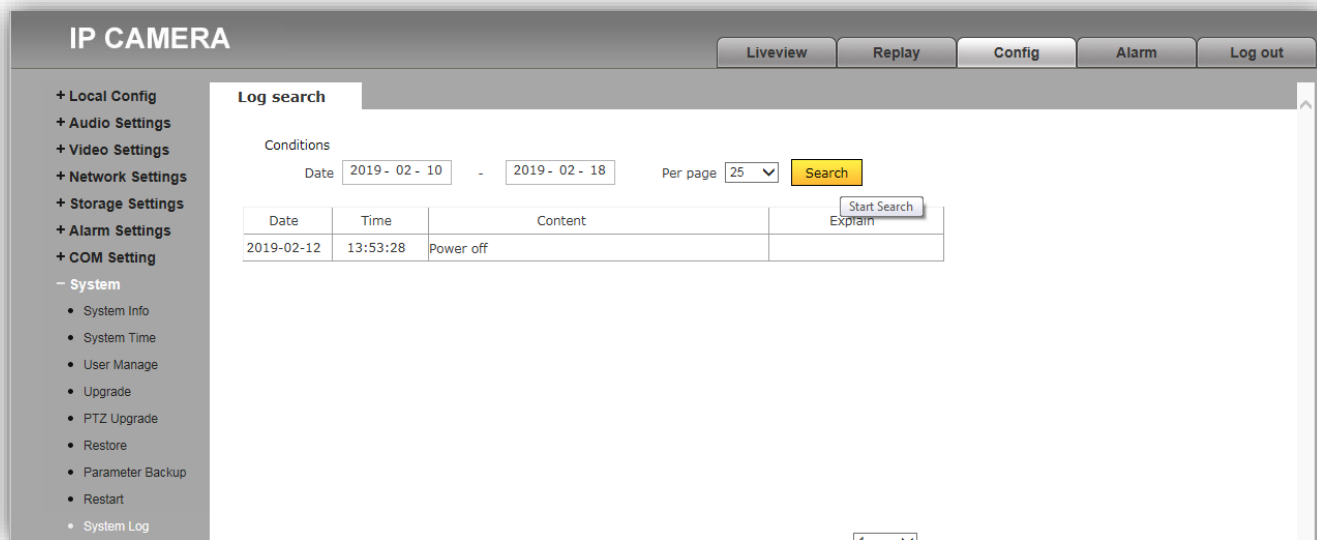 IP CAMERA
Liveview Replay Config Alarm Log out
+ Local Config
+ Audio Settings
+ Video Settings
+ Network Settings
+ Storage Settings
+ Alarm Settings
+ COM Setting
− System
• System Info
• System Time
• User Manage
• Upgrade
• PTZ Upgrade
• Restore
• Parameter Backup
• Restart
• System Log
Log search
Conditions
Date 2019 - 02 - 10 - 2019 - 02 - 18 Per page 25 Search
Start Search
Date Time Content Explain
2019-02-12 13:53:28 Power off